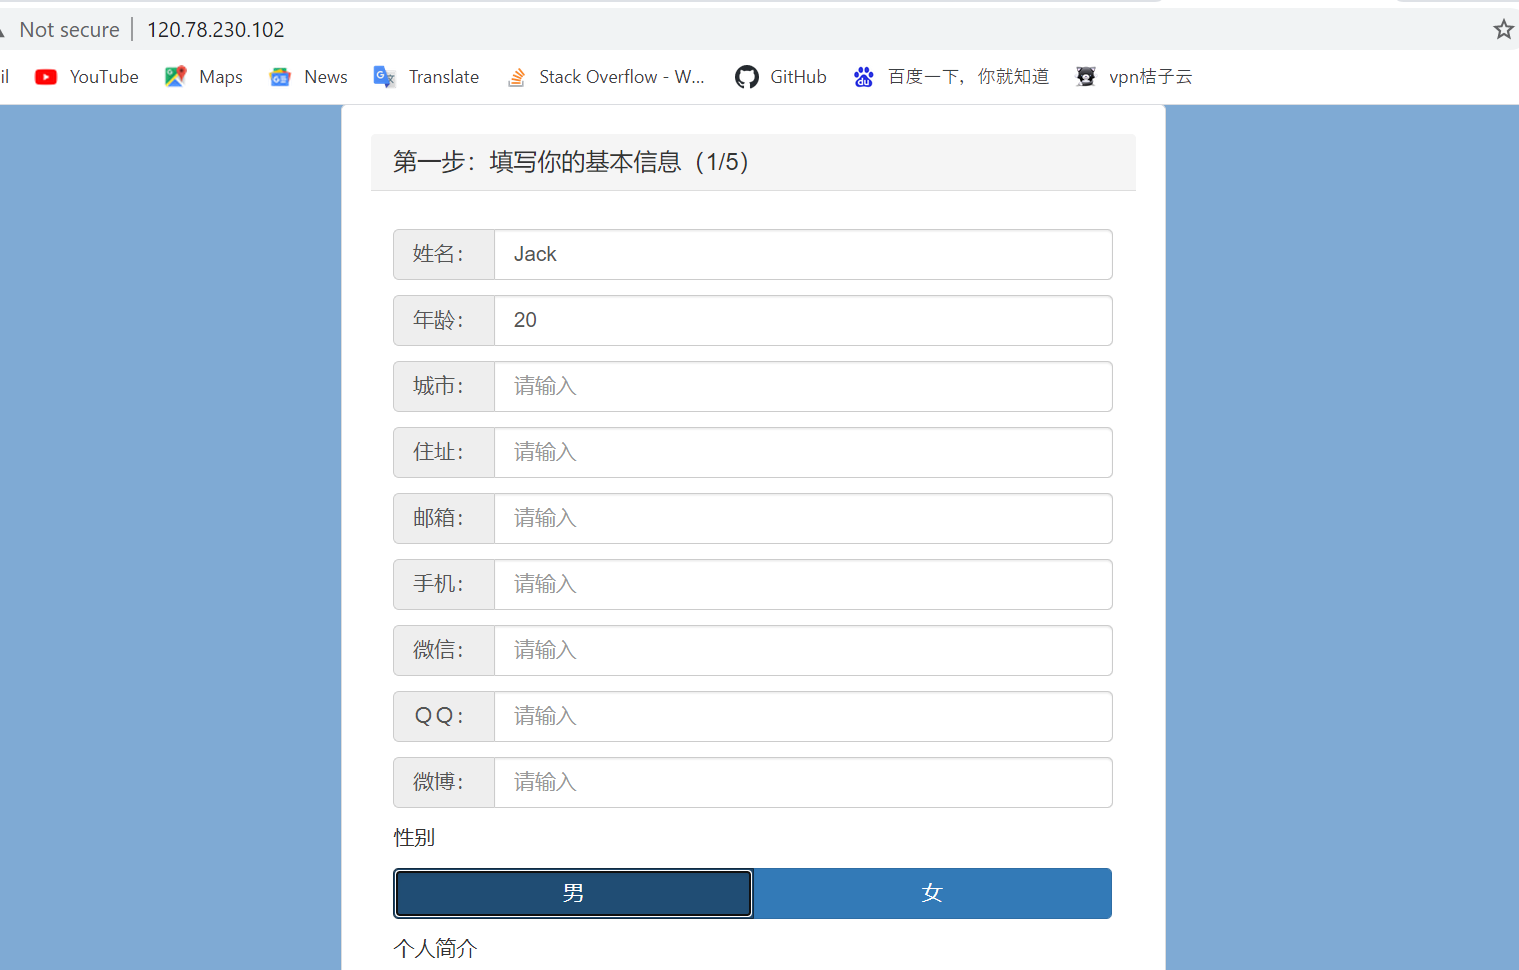 Not secure 120.78.230.102
il YouTube Maps News Translate Stack Overflow - W... GitHub 百度一下，你就知道 vpn桔子云
第一步：填写你的基本信息（1/5）
姓名： Jack
年龄： 20
城市： 请输入
住址： 请输入
邮箱： 请输入
手机： 请输入
微信： 请输入
ＱＱ： 请输入
微博： 请输入
性别
男 女
个人简介